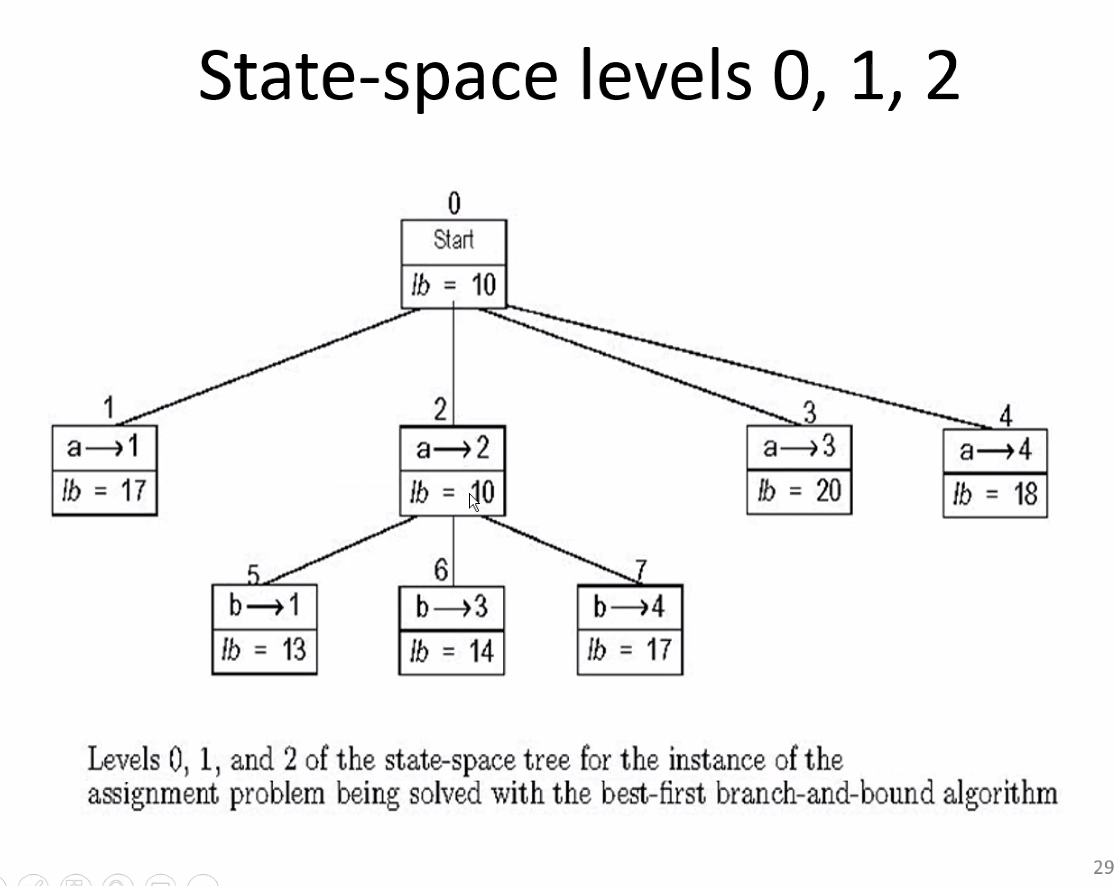 State-space levels 0, 1, 2
0
Start
lb = 10
1
a→1
lb = 17
2
a→2
lb = 10
3
a→3
lb = 20
4
a→4
lb = 18
5
b→1
lb = 13
6
b→3
lb = 14
7
b→4
lb = 17
Levels 0, 1, and 2 of the state-space tree for the instance of the
assignment problem being solved with the best-first branch-and-bound algorithm
29